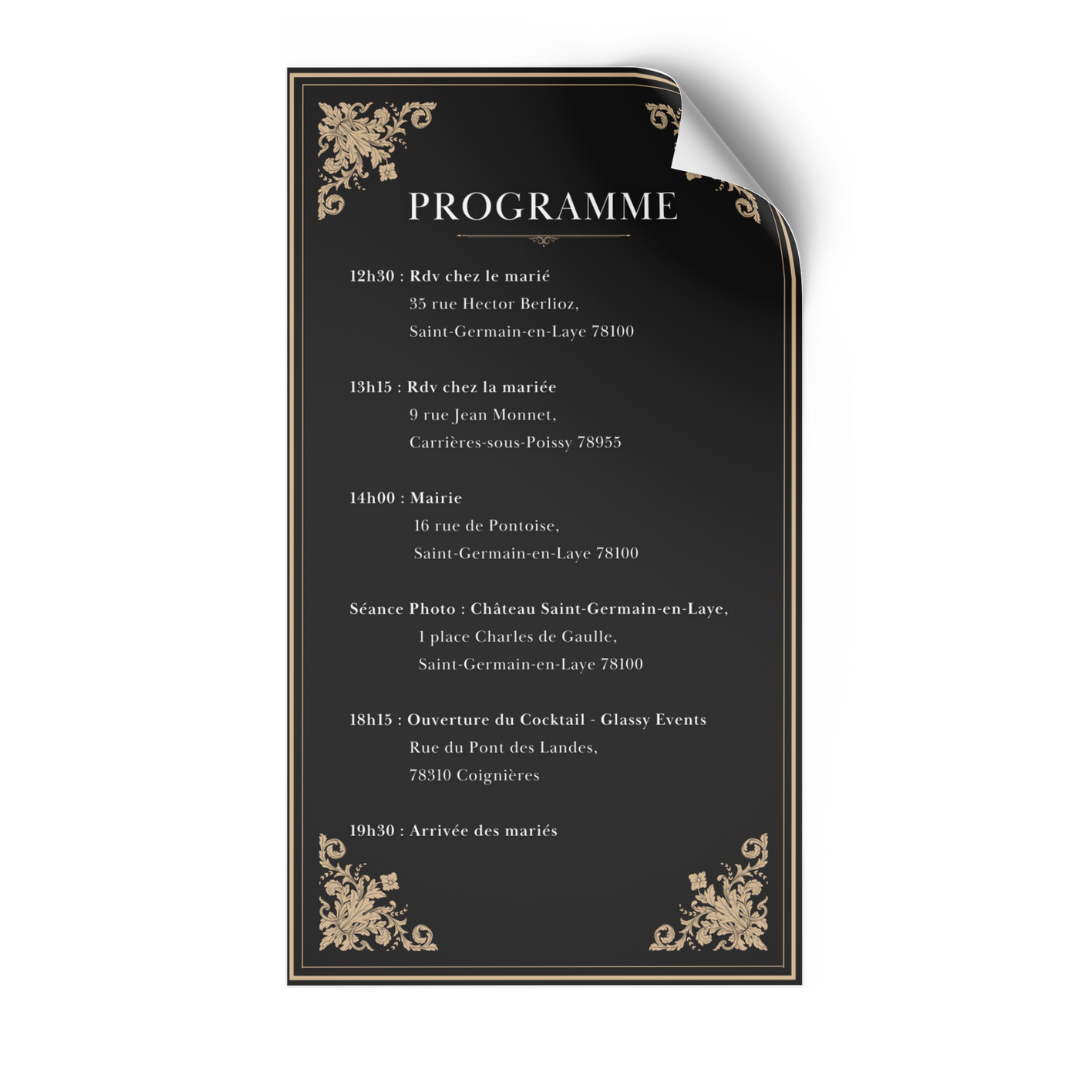 PROGRAMME
12h30 : Rdv chez le marié
35 rue Hector Berlioz,
Saint-Germain-en-Laye 78100
13h15 : Rdv chez la mariée
9 rue Jean Monnet,
Carrières-sous-Poissy 78955
14h00 : Mairie
16 rue de Pontoise,
Saint-Germain-en-Laye 78100
Séance Photo : Château Saint-Germain-en-Laye,
1 place Charles de Gaulle,
Saint-Germain-en-Laye 78100
18h15 : Ouverture du Cocktail - Glassy Events
Rue du Pont des Landes,
78310 Coignières
19h30 : Arrivée des mariés